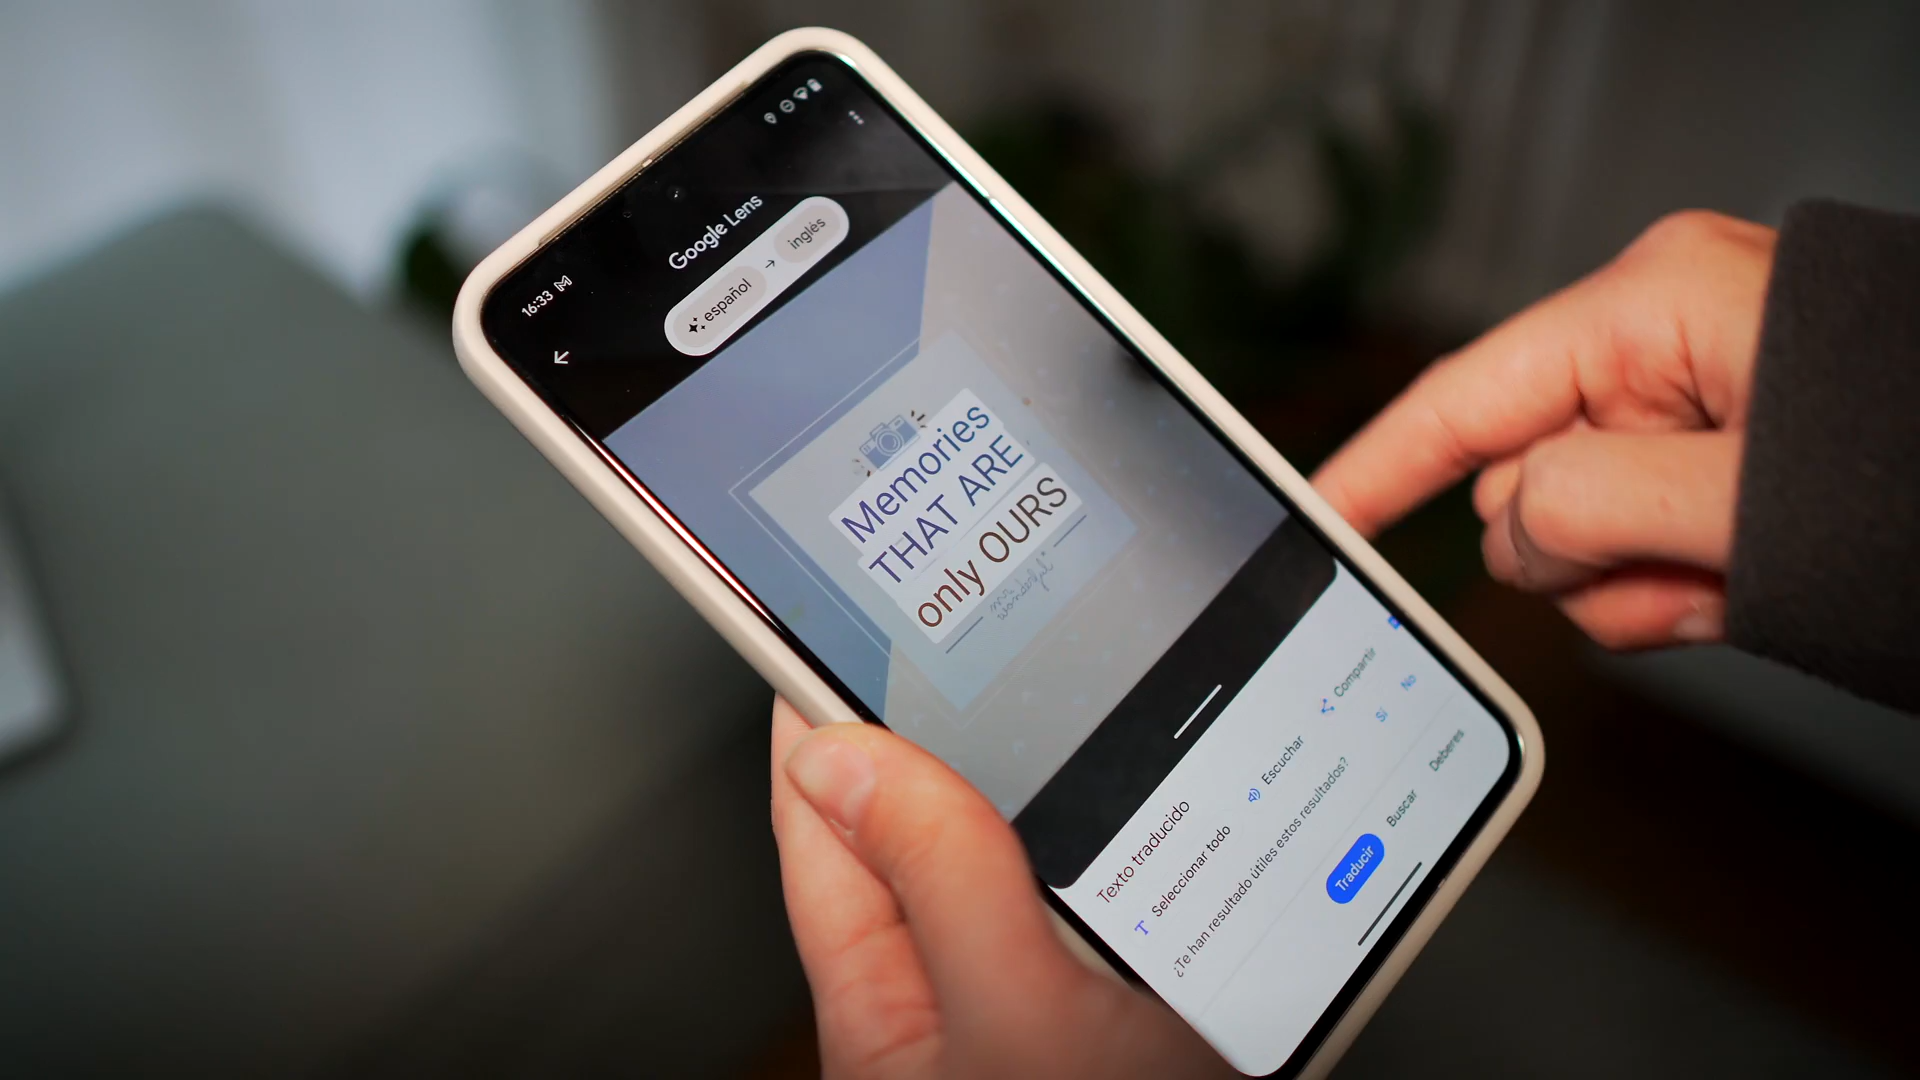 16:33
Google Lens
español → inglés
Memories
THAT ARE
only OURS
Texto traducido
Seleccionar todo
Escuchar
Compartir
¿Te han resultado útiles estos resultados?
Sí
No
Traducir
Buscar
Deberes